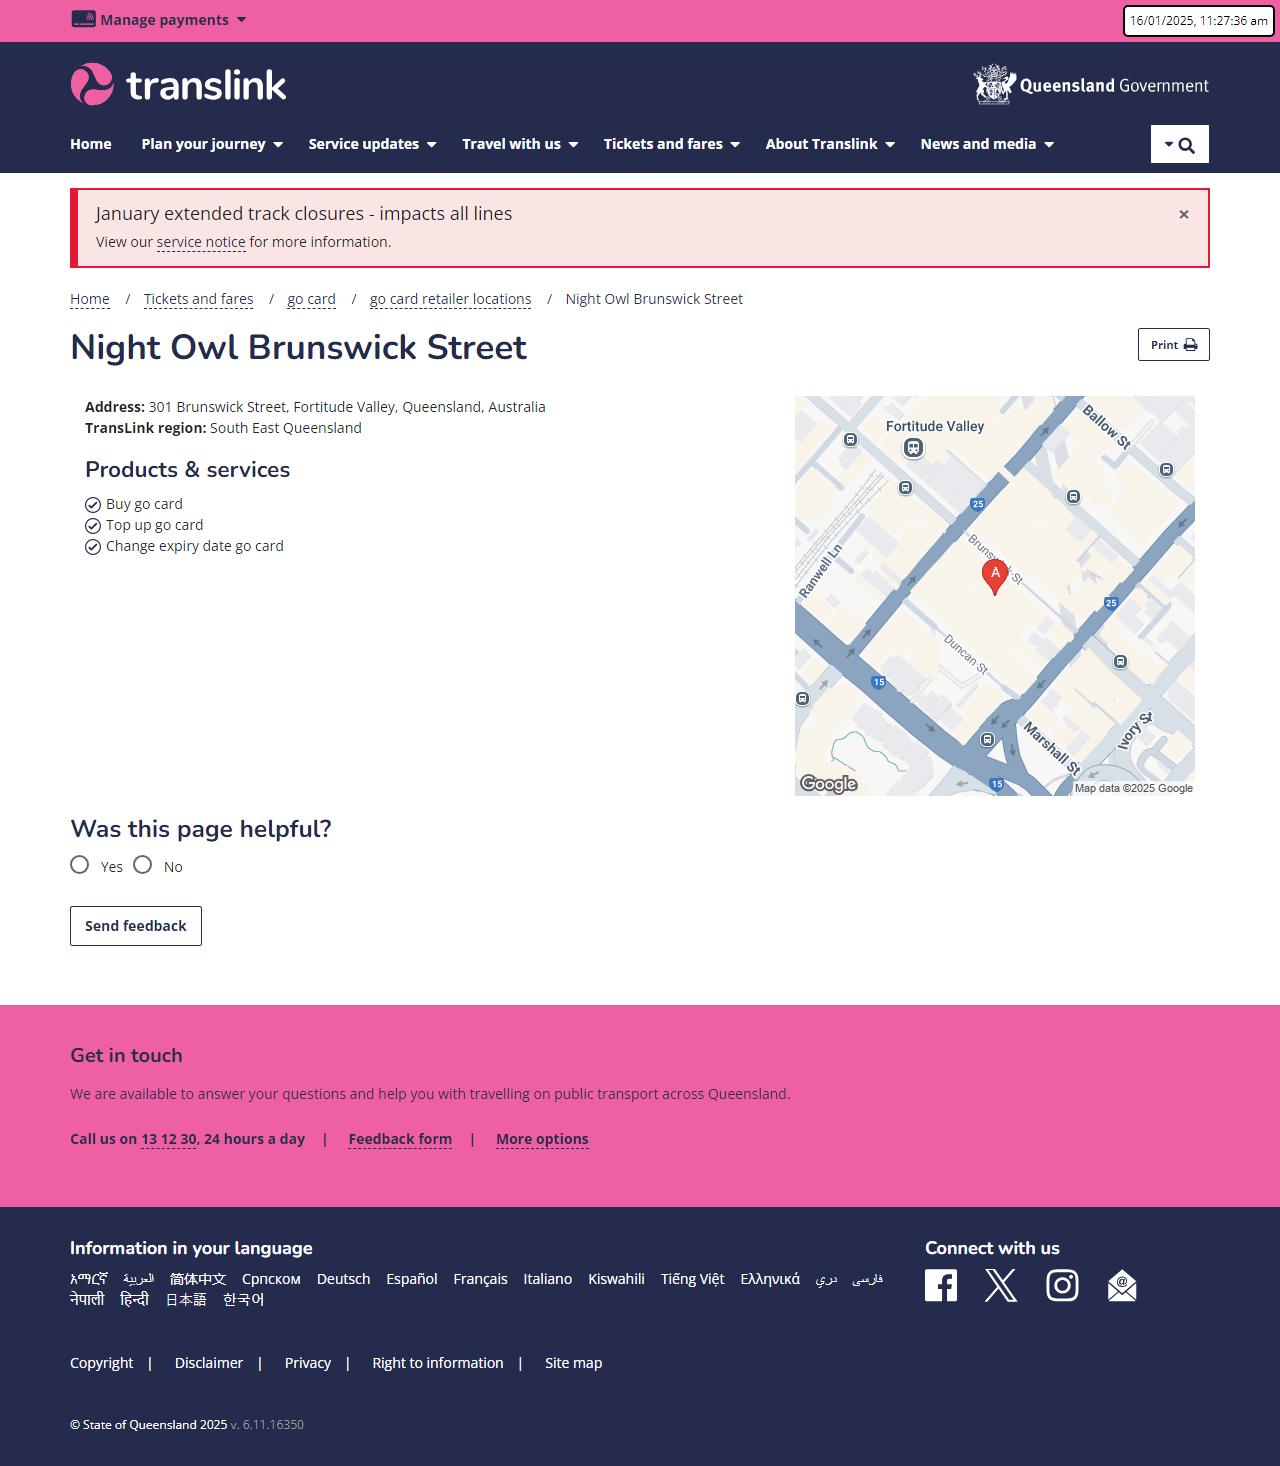 Manage payments
16/01/2025, 11:27:36 am
translink
Queensland Government
Home Plan your journey Service updates Travel with us Tickets and fares About Translink News and media
January extended track closures - impacts all lines
×
View our service notice for more information.
Home / Tickets and fares / go card / go card retailer locations / Night Owl Brunswick Street
Night Owl Brunswick Street
Print
Address: 301 Brunswick Street, Fortitude Valley, Queensland, Australia
TransLink region: South East Queensland
Products & services
Buy go card
Top up go card
Change expiry date go card
Fortitude Valley
Ballow St
25
Ranwell Ln
Brunswick St
A
25
Duncan St
15
Marshall St
Ivory St
15
Google
Map data ©2025 Google
Was this page helpful?
Yes No
Send feedback
Get in touch
We are available to answer your questions and help you with travelling on public transport across Queensland.
Call us on 13 12 30, 24 hours a day | Feedback form | More options
Information in your language
አማርኛ العربية 简体中文 Српском Deutsch Español Français Italiano Kiswahili Tiếng Việt Ελληνικά دري فارسی
नेपाली हिन्दी 日本語 한국어
Connect with us
Copyright | Disclaimer | Privacy | Right to information | Site map
© State of Queensland 2025 v. 6.11.16350